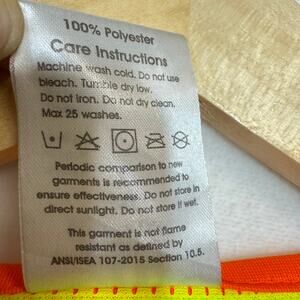 100% Polyester
Care Instructions
Machine wash cold. Do not use
bleach. Tumble dry low.
Do not iron. Do not dry clean.
Max 25 washes.
Periodic comparison to new
garments is recommended to
ensure effectiveness. Do not store in
direct sunlight. Do not store wet.
This garment is not flame
resistant as defined by
ANSI/ISEA 107-2015 Section 10.5.